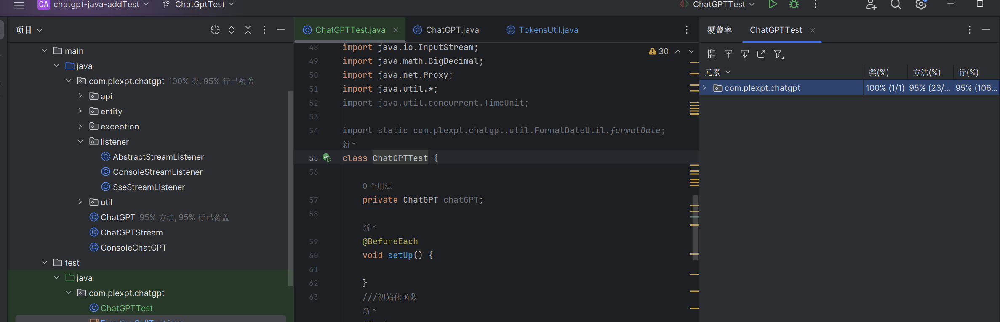 CA chatgpt-java-addTest ChatGptTest ChatGPTTest
项目
main
java
com.plexpt.chatgpt 100% 类, 95% 行已覆盖
api
entity
exception
listener
AbstractStreamListener
ConsoleStreamListener
SseStreamListener
util
ChatGPT 95% 方法, 95% 行已覆盖
ChatGPTStream
ConsoleChatGPT
test
java
com.plexpt.chatgpt
ChatGPTTest
FunctionCallTest.java
ChatGPTTest.java ChatGPT.java TokensUtil.java
30
48 import java.io.InputStream;
49 import java.math.BigDecimal;
50 import java.net.Proxy;
51 import java.util.*;
52 import java.util.concurrent.TimeUnit;
53
54 import static com.plexpt.chatgpt.util.FormatDateUtil.formatDate;
新 *
55 class ChatGPTTest {
56
0 个用法
57 private ChatGPT chatGPT;
58
新 *
59 @BeforeEach
60 void setUp() {
61
62 }
63 ///初始化函数
新 *
覆盖率 ChatGPTTest
元素 类(%) 方法(%) 行(%)
com.plexpt.chatgpt 100% (1/1) 95% (23/... 95% (106...